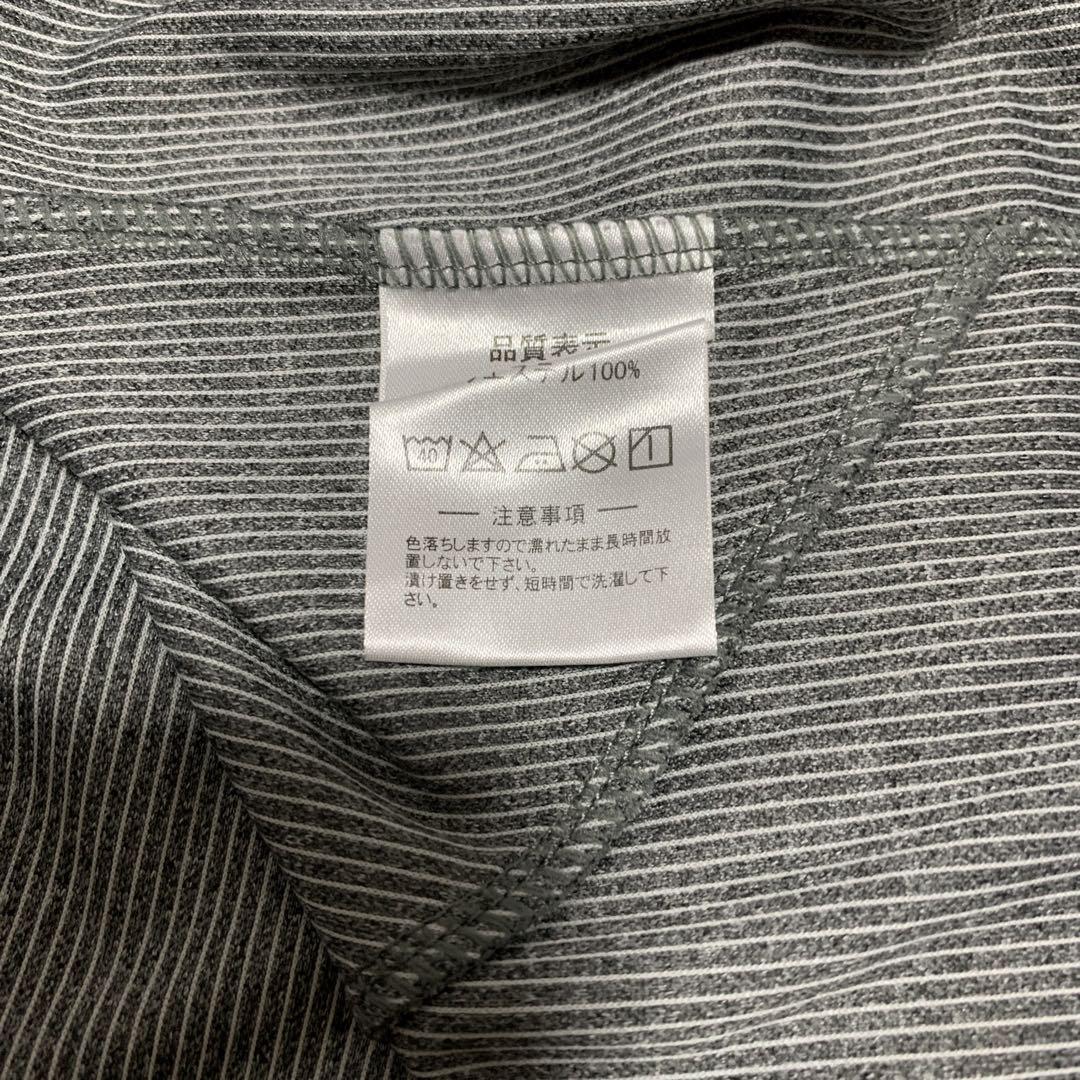 品質表示
エステル100%
40
注意事項
色落ちしますので濡れたまま長時間放
置しないで下さい。
漬け置きをせず、短時間で洗濯して下
さい。